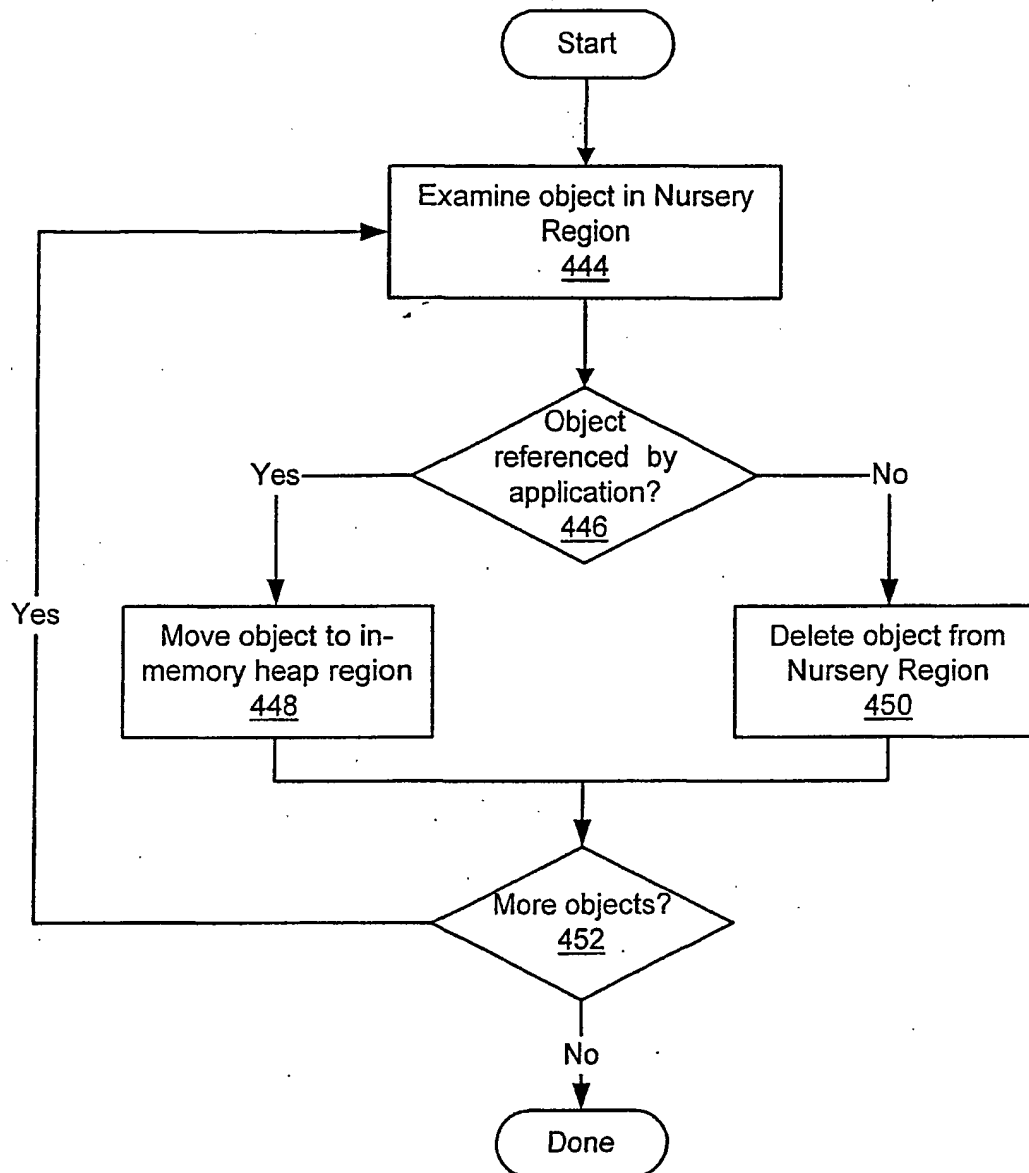 Start
Examine object in Nursery
Region
444
Object
referenced by
application?
446
Yes
No
Yes
Move object to in-
memory heap region
448
Delete object from
Nursery Region
450
More objects?
452
No
Done